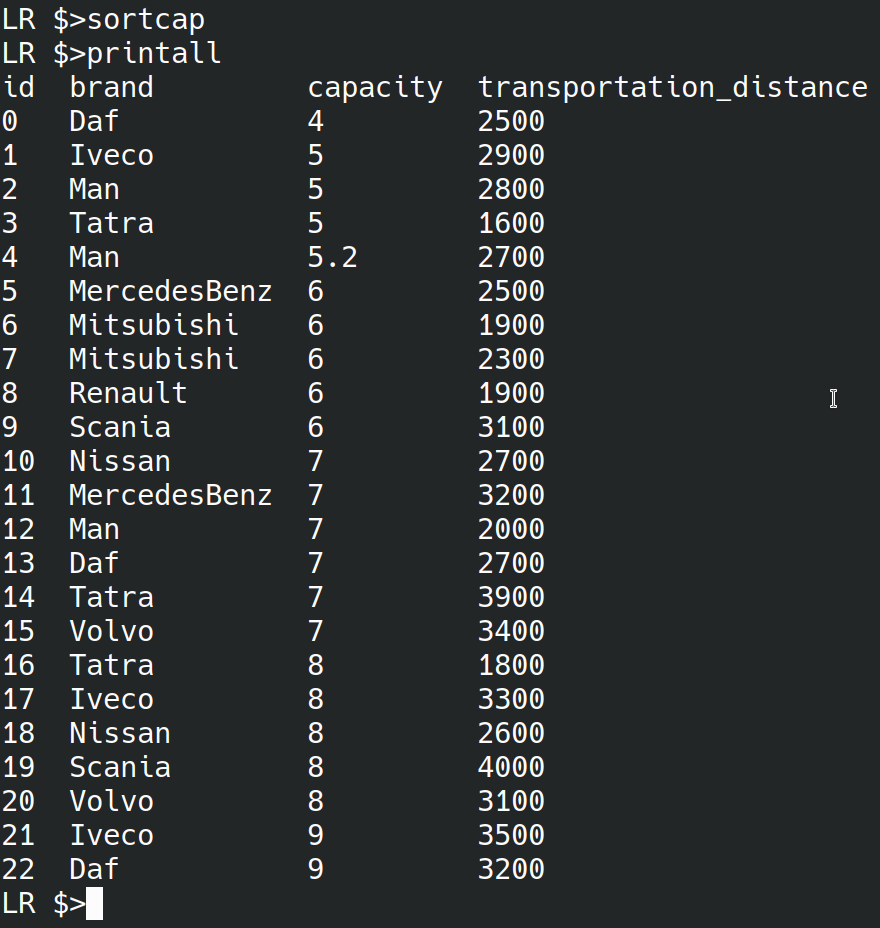 LR $>sortcap
LR $>printall
id  brand         capacity  transportation_distance
0   Daf           4         2500
1   Iveco         5         2900
2   Man           5         2800
3   Tatra         5         1600
4   Man           5.2       2700
5   MercedesBenz  6         2500
6   Mitsubishi    6         1900
7   Mitsubishi    6         2300
8   Renault       6         1900
9   Scania        6         3100
10  Nissan        7         2700
11  MercedesBenz  7         3200
12  Man           7         2000
13  Daf           7         2700
14  Tatra         7         3900
15  Volvo         7         3400
16  Tatra         8         1800
17  Iveco         8         3300
18  Nissan        8         2600
19  Scania        8         4000
20  Volvo         8         3100
21  Iveco         9         3500
22  Daf           9         3200
LR $>